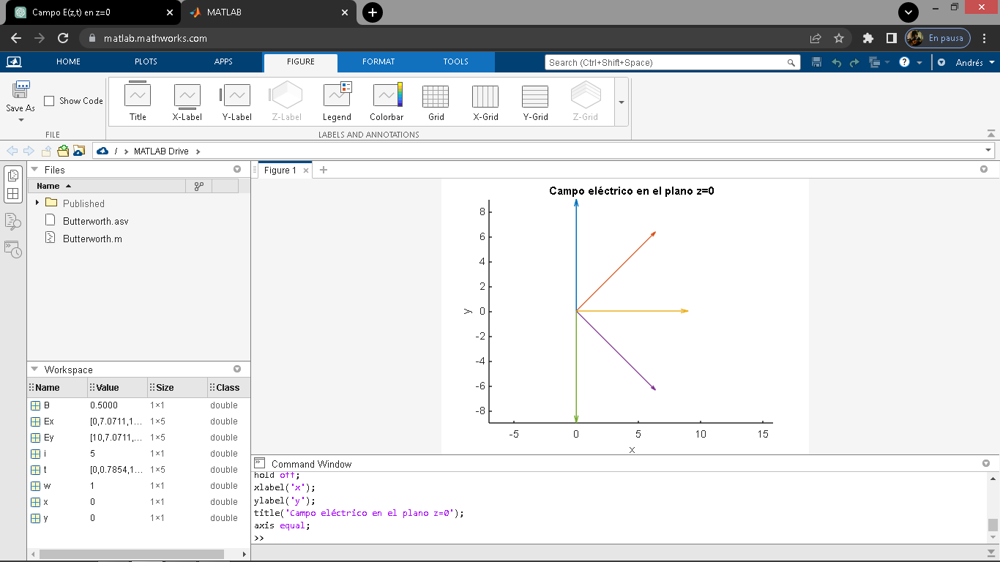 Campo E(z,t) en z=0
MATLAB
matlab.mathworks.com
En pausa
HOME
PLOTS
APPS
FIGURE
FORMAT
TOOLS
Search (Ctrl+Shift+Space)
Andrés
Save As
Show Code
FILE
Title
X-Label
Y-Label
Z-Label
Legend
Colorbar
Grid
X-Grid
Y-Grid
Z-Grid
LABELS AND ANNOTATIONS
/ > MATLAB Drive >
Files
Name
Published
Butterworth.asv
Butterworth.m
Workspace
Name Value Size Class
B 0.5000 1×1 double
Ex [0,7.0711,1... 1×5 double
Ey [10,7.0711,... 1×5 double
i 5 1×1 double
t [0,0.7854,1... 1×5 double
w 1 1×1 double
x 0 1×1 double
y 0 1×1 double
Figure 1
Campo eléctrico en el plano z=0
8
6
4
2
0
-2
-4
-6
-8
y
-5 0 5 10 15
x
Command Window
hold off;
xlabel('x');
ylabel('y');
title('Campo eléctrico en el plano z=0');
axis equal;
>>